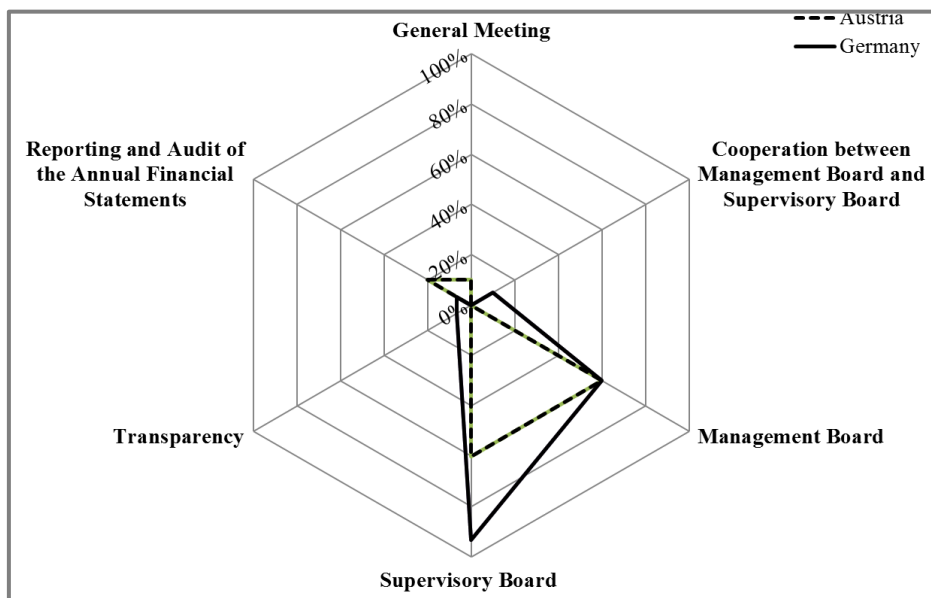 Austria
General Meeting
Germany
100%
80%
60%
40%
20%
0%
Reporting and Audit of
the Annual Financial
Statements
Cooperation between
Management Board and
Supervisory Board
Transparency
Management Board
Supervisory Board